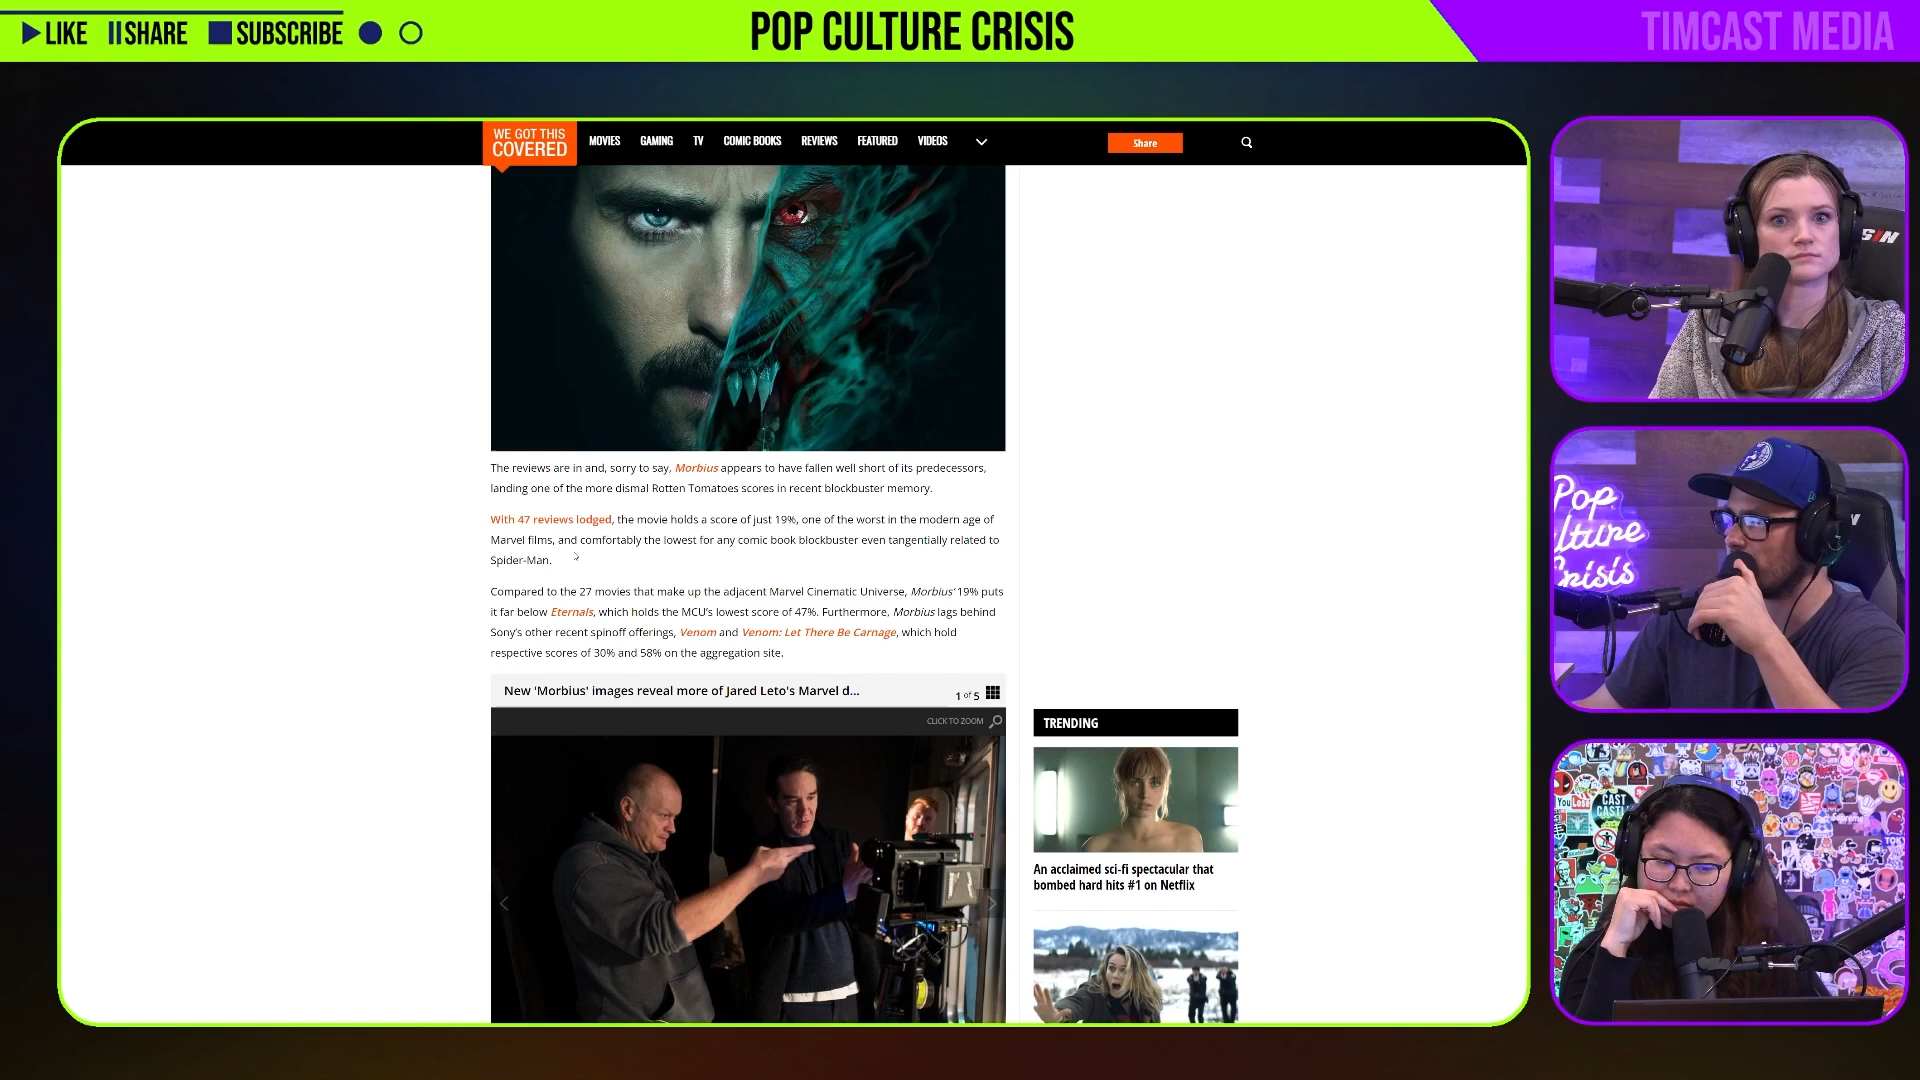 LIKE SHARE SUBSCRIBE
POP CULTURE CRISIS
TIMCAST MEDIA
WE GOT THIS
COVERED
MOVIES GAMING TV COMIC BOOKS REVIEWS FEATURED VIDEOS
Share
The reviews are in and, sorry to say, Morbius appears to have fallen well short of its predecessors,
landing one of the more dismal Rotten Tomatoes scores in recent blockbuster memory.
With 47 reviews lodged, the movie holds a score of just 19%, one of the worst in the modern age of
Marvel films, and comfortably the lowest for any comic book blockbuster even tangentially related to
Spider-Man.
Compared to the 27 movies that make up the adjacent Marvel Cinematic Universe, Morbius' 19% puts
it far below Eternals, which holds the MCU's lowest score of 47%. Furthermore, Morbius lags behind
Sony's other recent spinoff offerings, Venom and Venom: Let There Be Carnage, which hold
respective scores of 30% and 58% on the aggregation site.
New 'Morbius' images reveal more of Jared Leto's Marvel d...
1 of 5
CLICK TO ZOOM
TRENDING
An acclaimed sci-fi spectacular that
bombed hard hits #1 on Netflix
Pop
lture
Crisis
You Lose
CAST
CASTLE